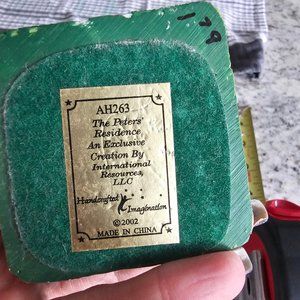 179
AH263
The Peters'
Residence
An Exclusive
Creation By
International
Resources,
LLC
Handcrafted Imagination
©2002
MADE IN CHINA